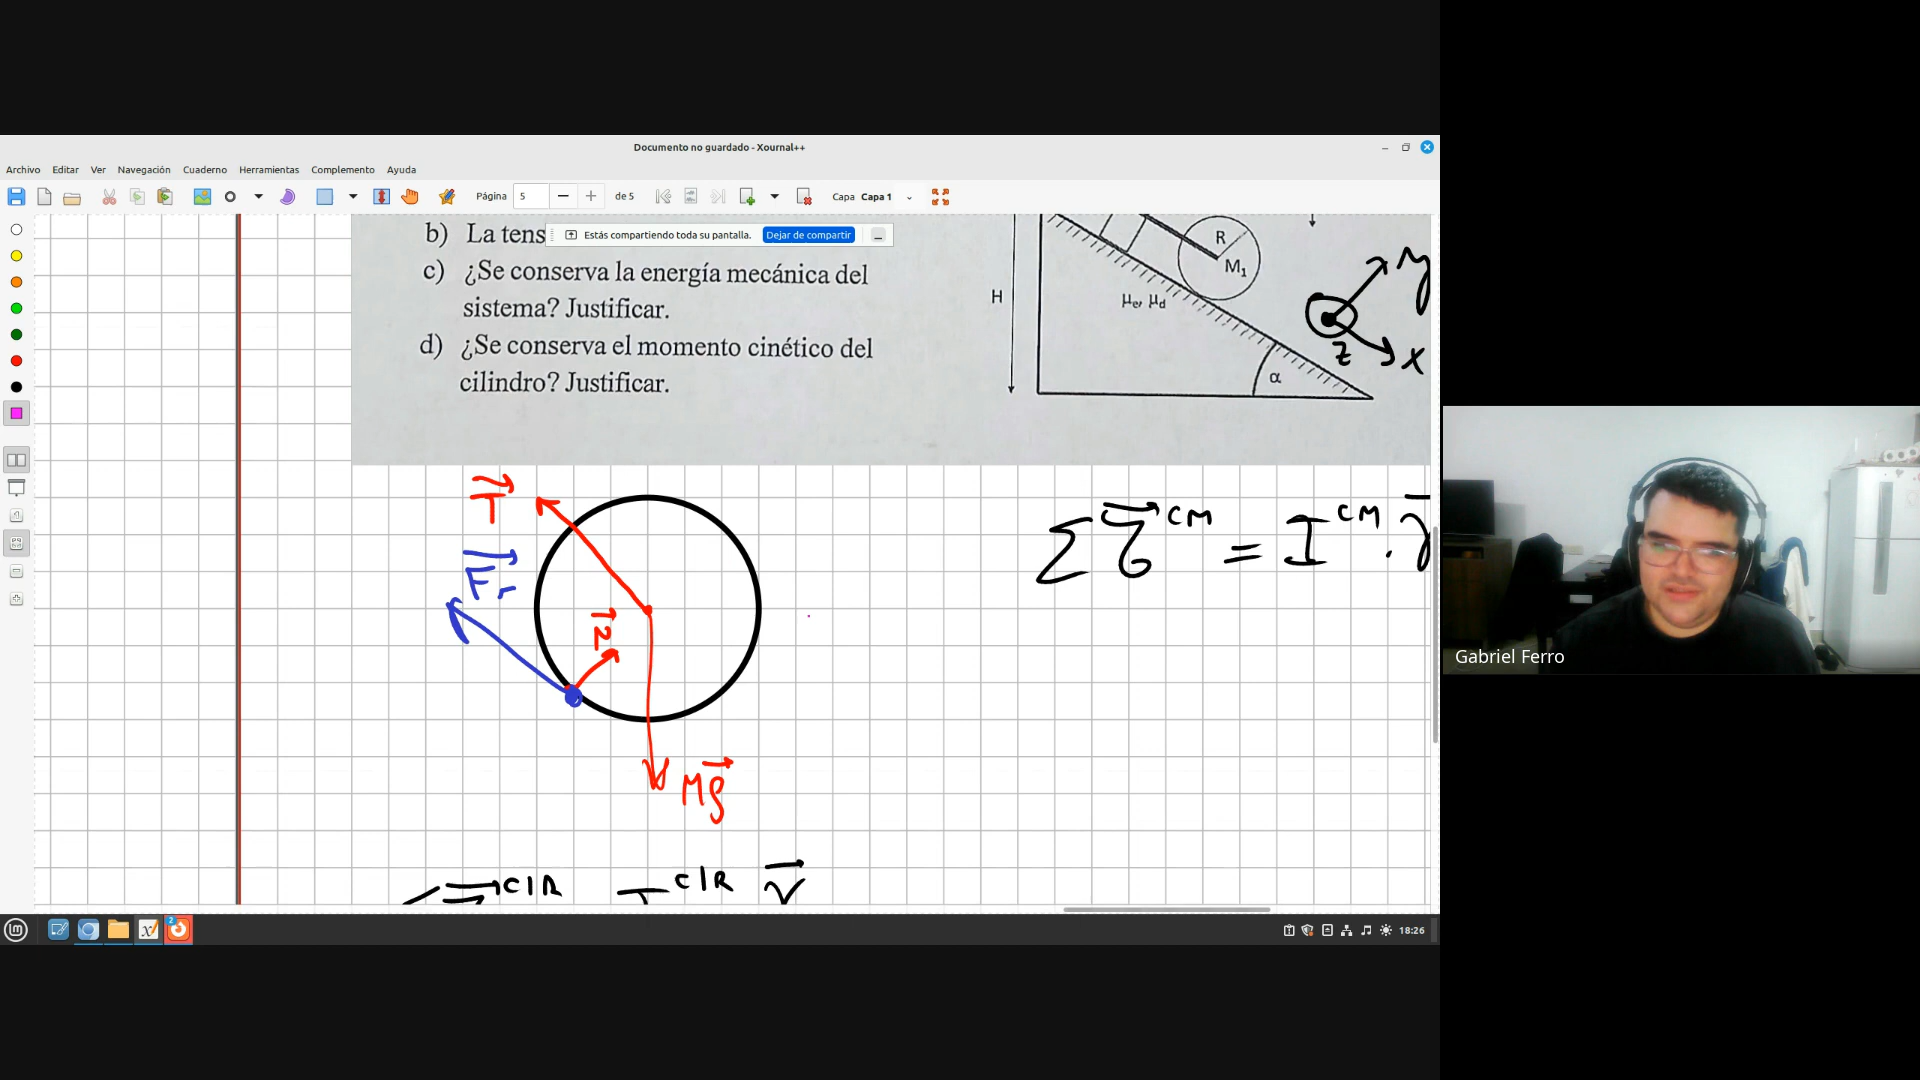 Documento no guardado - Xournal++
Archivo Editar Ver Navegación Cuaderno Herramientas Complemento Ayuda
Página 5 de 5 Capa Capa 1
b) La tens
Estás compartiendo toda su pantalla. Dejar de compartir
c) ¿Se conserva la energía mecánica del
sistema? Justificar.
d) ¿Se conserva el momento cinético del
cilindro? Justificar.
R
M₁
H
μe, μd
α
y
z
x
T
Fr
N
Mg
Σ τ CM = I CM . γ
CIR I CIR γ
Gabriel Ferro
2
18:26